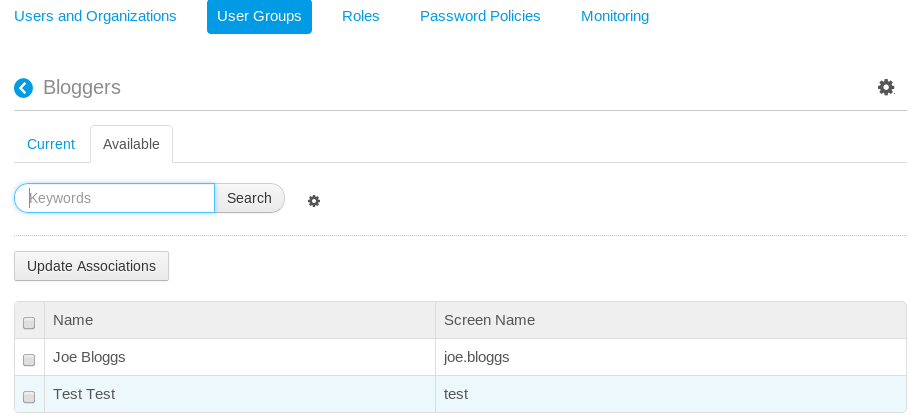 Users and Organizations User Groups Roles Password Policies Monitoring
Bloggers
Current Available
Keywords Search
Update Associations
Name Screen Name
Joe Bloggs joe.bloggs
Test Test test